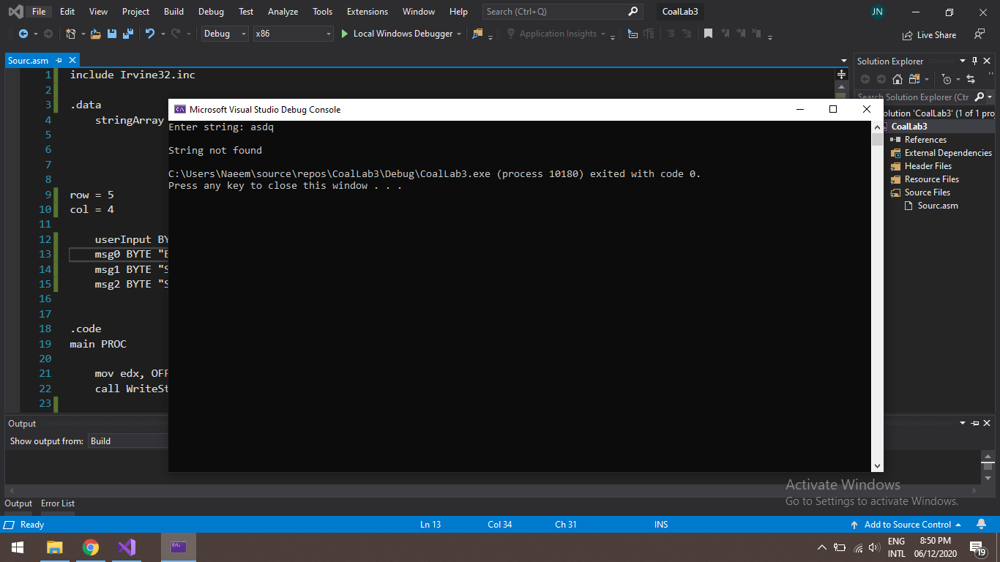 File Edit View Project Build Debug Test Analyze Tools Extensions Window Help Search (Ctrl+Q) CoalLab3 JN
Debug x86 Local Windows Debugger Application Insights Live Share
Sourc.asm
Solution Explorer
Search Solution Explorer (Ctr
olution 'CoalLab3' (1 of 1 pro
CoalLab3
References
External Dependencies
Header Files
Resource Files
Source Files
Sourc.asm
1 include Irvine32.inc
2
3 .data
4 stringArray
5
6
7
8
9 row = 5
10 col = 4
11
12 userInput BY
13 msg0 BYTE "E
14 msg1 BYTE "S
15 msg2 BYTE "S
16
17
18 .code
19 main PROC
20
21 mov edx, OFF
22 call WriteSt
23
Microsoft Visual Studio Debug Console
Enter string: asdq
String not found
C:\Users\Naeem\source\repos\CoalLab3\Debug\CoalLab3.exe (process 10180) exited with code 0.
Press any key to close this window . . .
Output
Show output from: Build
Activate Windows
Go to Settings to activate Windows.
Output Error List
Ready Ln 13 Col 34 Ch 31 INS Add to Source Control
ENG 8:50 PM
INTL 06/12/2020 19